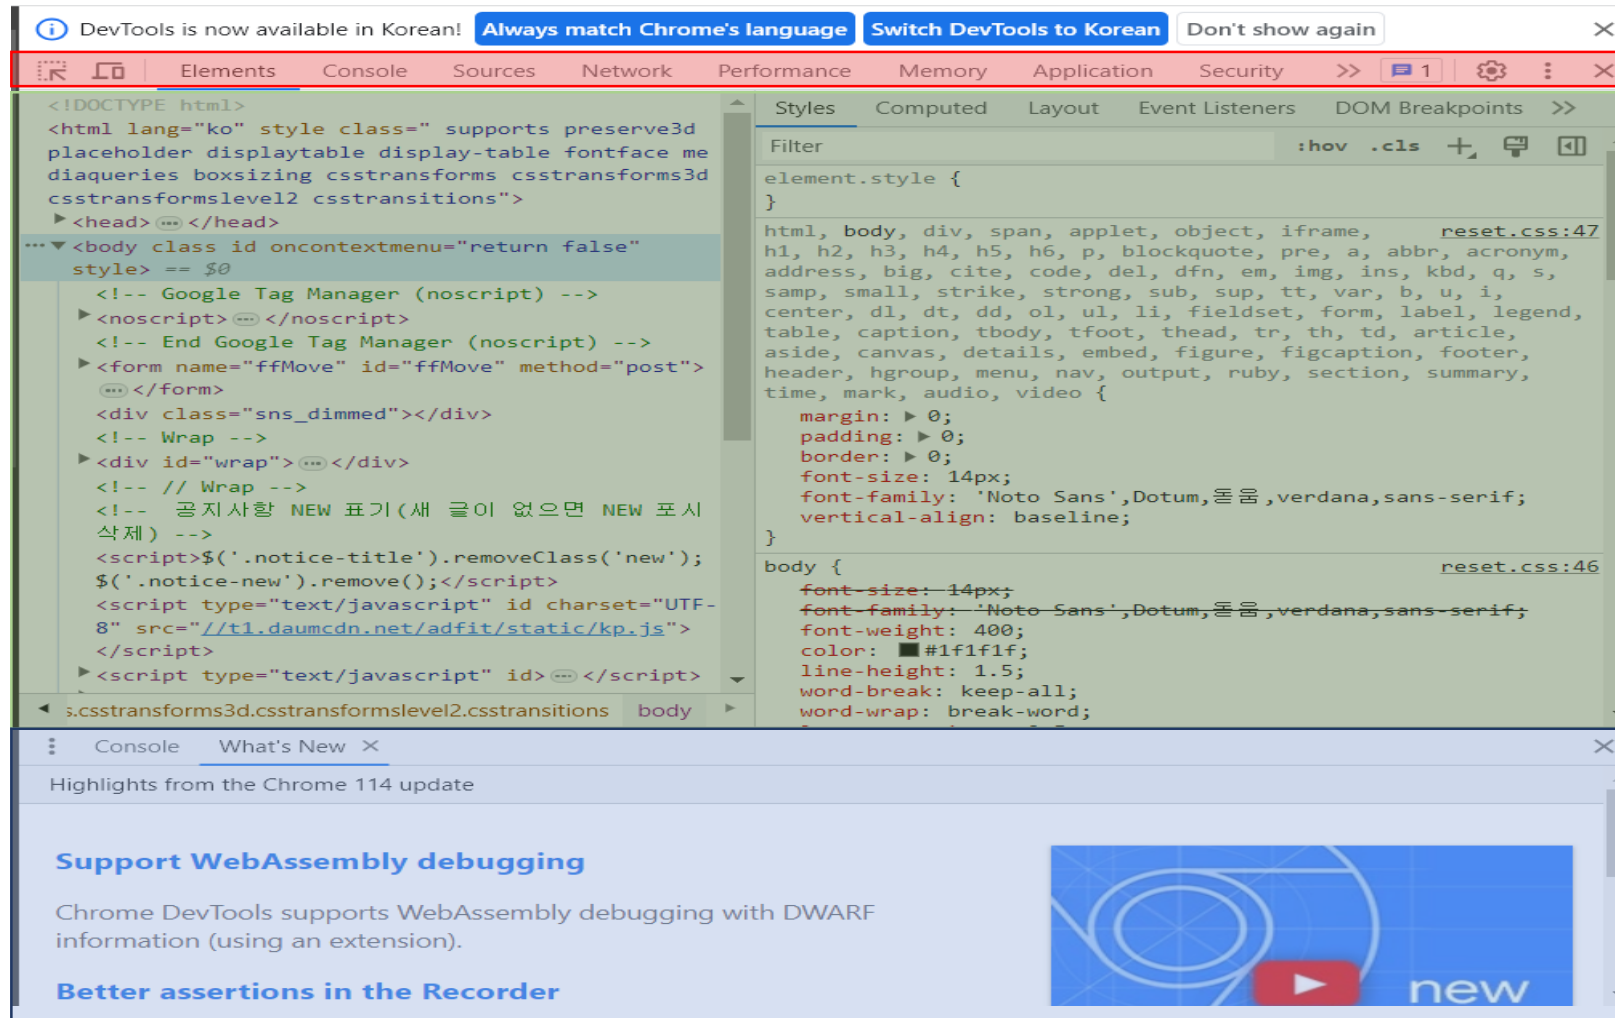 DevTools is now available in Korean! Always match Chrome's language Switch DevTools to Korean Don't show again
Elements Console Sources Network Performance Memory Application Security >> 1
<!DOCTYPE html>
<html lang="ko" style class=" supports preserve3d
placeholder displaytable display-table fontface me
diaqueries boxsizing csstransforms csstransforms3d
csstransformslevel2 csstransitions">
<head>…</head>
<body class id oncontextmenu="return false"
style> == $0
<!-- Google Tag Manager (noscript) -->
<noscript>…</noscript>
<!-- End Google Tag Manager (noscript) -->
<form name="ffMove" id="ffMove" method="post">
…</form>
<div class="sns_dimmed"></div>
<!-- Wrap -->
<div id="wrap">…</div>
<!-- // Wrap -->
<!-- 공지사항 NEW 표기(새 글이 없으면 NEW 포시
삭제) -->
<script>$('.notice-title').removeClass('new');
$('.notice-new').remove();</script>
<script type="text/javascript" id charset="UTF-
8" src="//t1.daumcdn.net/adfit/static/kp.js">
</script>
<script type="text/javascript" id>…</script>
s.csstransforms3d.csstransformslevel2.csstransitions body
Styles Computed Layout Event Listeners DOM Breakpoints >>
Filter :hov .cls
element.style {
}
html, body, div, span, applet, object, iframe, reset.css:47
h1, h2, h3, h4, h5, h6, p, blockquote, pre, a, abbr, acronym,
address, big, cite, code, del, dfn, em, img, ins, kbd, q, s,
samp, small, strike, strong, sub, sup, tt, var, b, u, i,
center, dl, dt, dd, ol, ul, li, fieldset, form, label, legend,
table, caption, tbody, tfoot, thead, tr, th, td, article,
aside, canvas, details, embed, figure, figcaption, footer,
header, hgroup, menu, nav, output, ruby, section, summary,
time, mark, audio, video {
margin: 0;
padding: 0;
border: 0;
font-size: 14px;
font-family: 'Noto Sans',Dotum,돋움,verdana,sans-serif;
vertical-align: baseline;
}
body { reset.css:46
font-size: 14px;
font-family: 'Noto Sans',Dotum,돋움,verdana,sans-serif;
font-weight: 400;
color: #1f1f1f;
line-height: 1.5;
word-break: keep-all;
word-wrap: break-word;
Console What's New
Highlights from the Chrome 114 update
Support WebAssembly debugging
Chrome DevTools supports WebAssembly debugging with DWARF
information (using an extension).
Better assertions in the Recorder
new